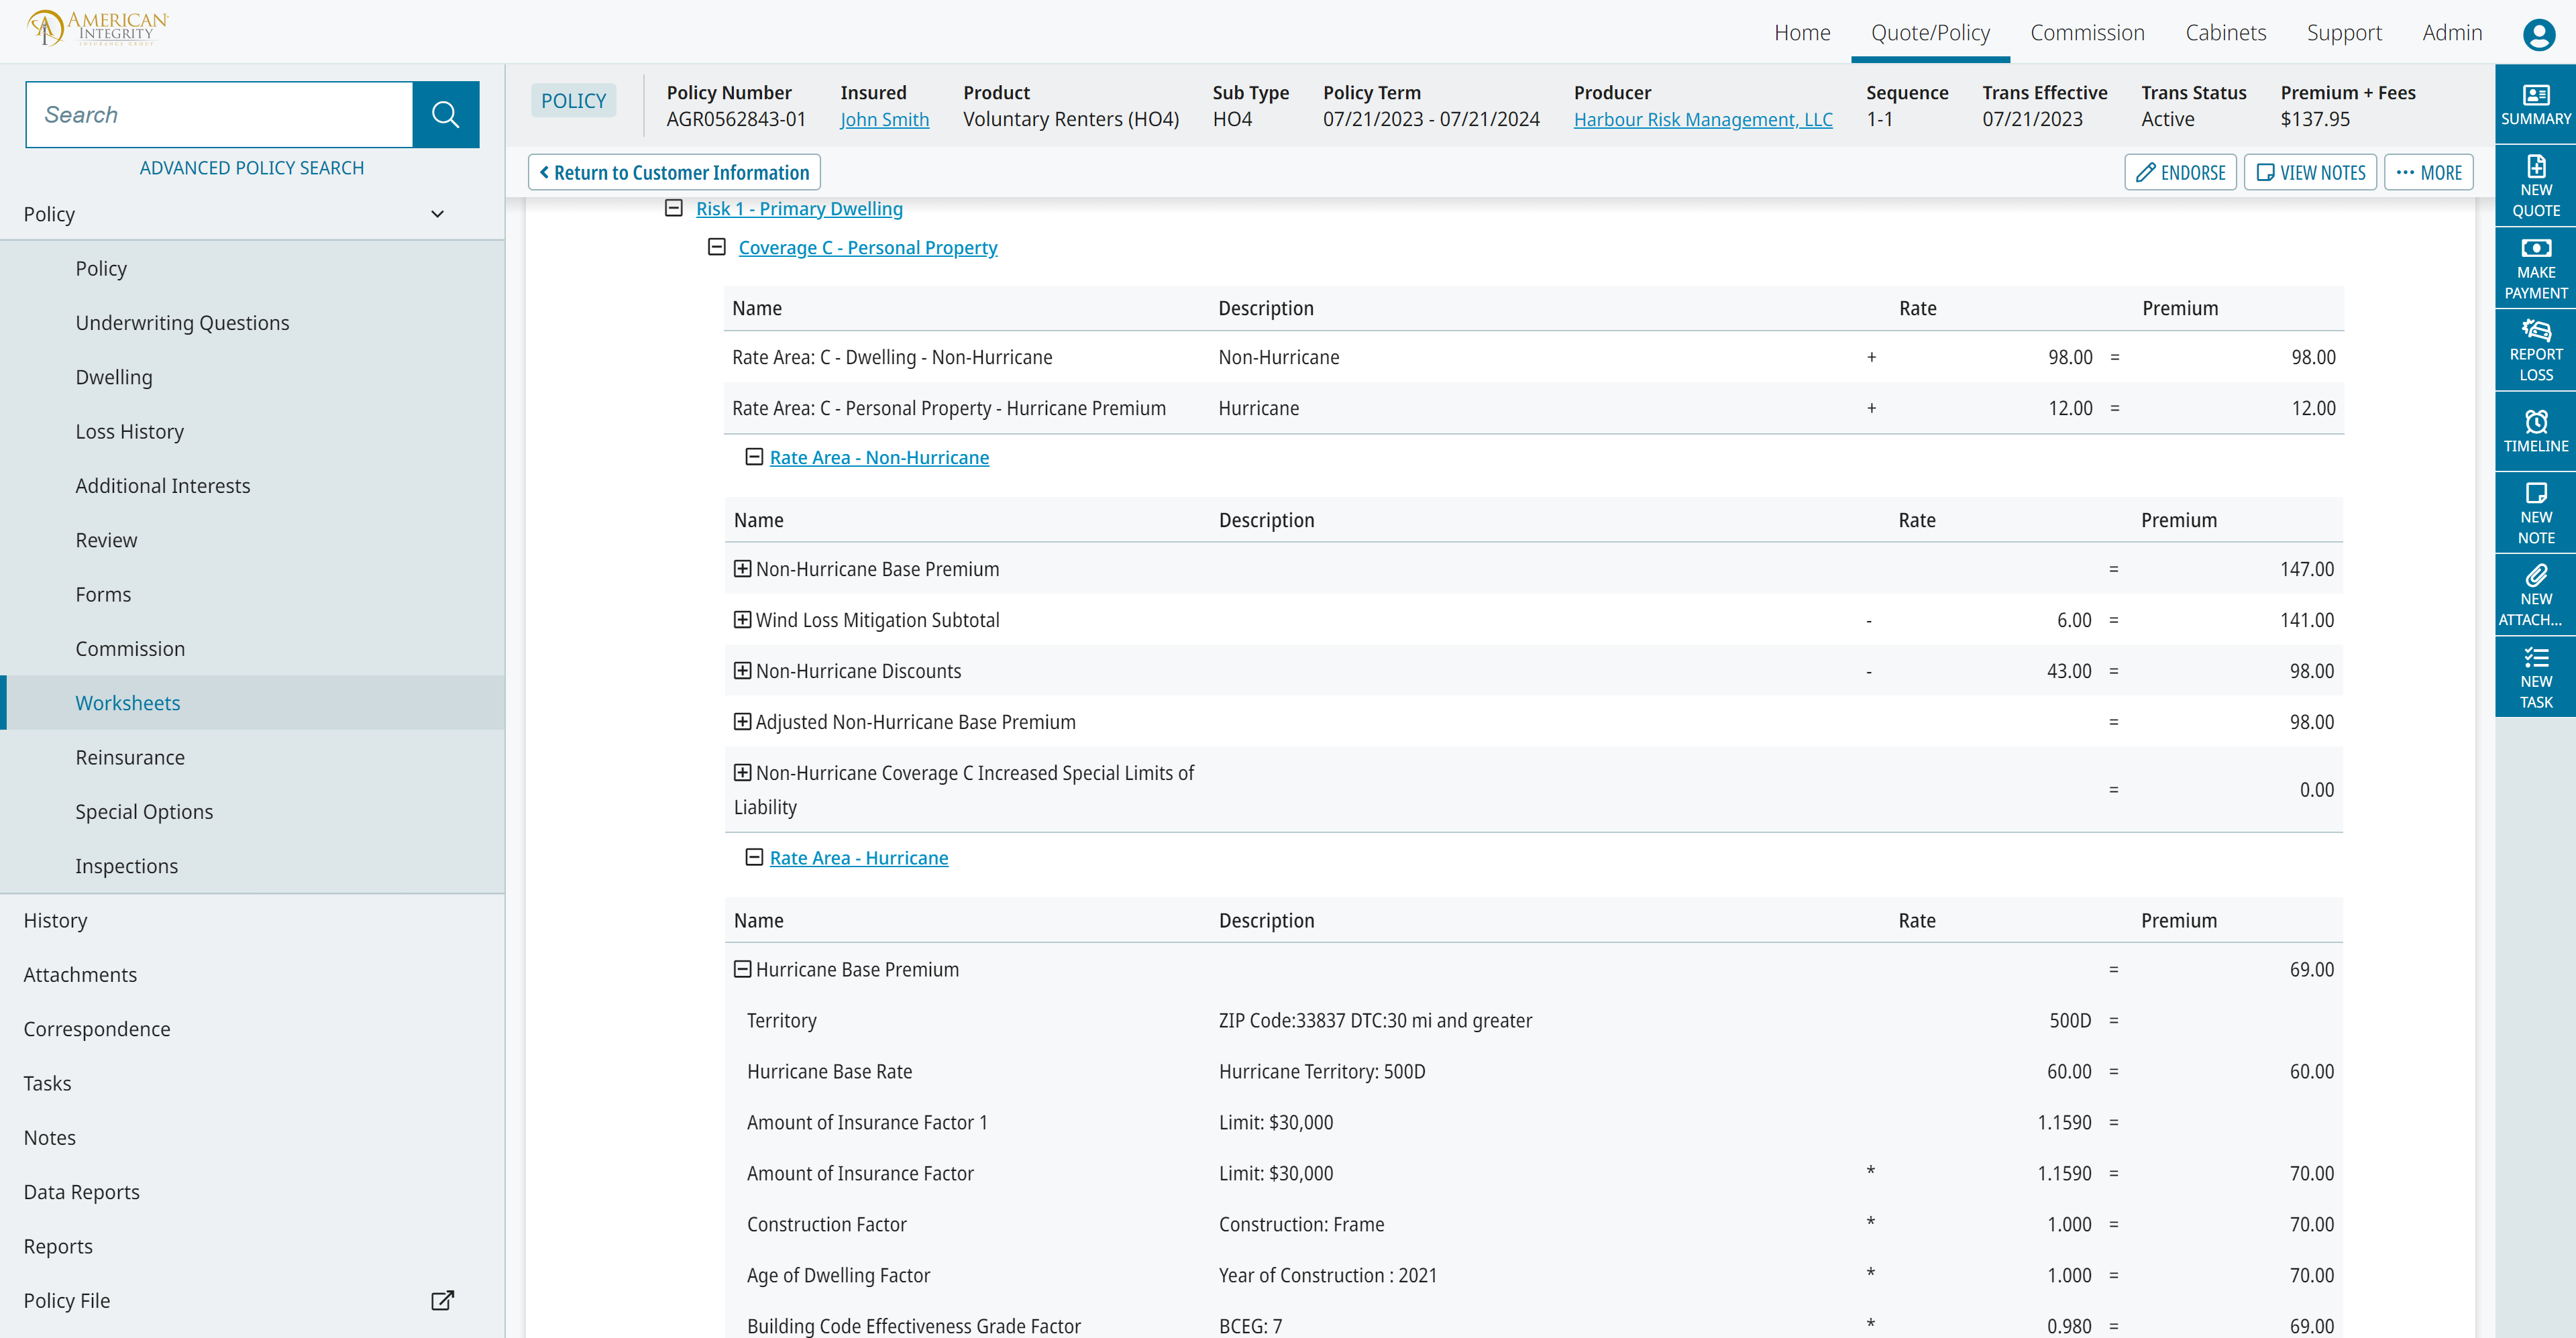 AMERICAN
INTEGRITY
INSURANCE GROUP
Home Quote/Policy Commission Cabinets Support Admin
Search
ADVANCED POLICY SEARCH
Policy
Policy
Underwriting Questions
Dwelling
Loss History
Additional Interests
Review
Forms
Commission
Worksheets
Reinsurance
Special Options
Inspections
History
Attachments
Correspondence
Tasks
Notes
Data Reports
Reports
Policy File
POLICY
Policy Number Insured Product Sub Type Policy Term Producer Sequence Trans Effective Trans Status Premium + Fees
AGR0562843-01 John Smith Voluntary Renters (HO4) HO4 07/21/2023 - 07/21/2024 Harbour Risk Management, LLC 1-1 07/21/2023 Active $137.95
Return to Customer Information ENDORSE VIEW NOTES MORE
Risk 1 - Primary Dwelling
Coverage C - Personal Property
Name Description Rate Premium
Rate Area: C - Dwelling - Non-Hurricane Non-Hurricane + 98.00 = 98.00
Rate Area: C - Personal Property - Hurricane Premium Hurricane + 12.00 = 12.00
Rate Area - Non-Hurricane
Name Description Rate Premium
Non-Hurricane Base Premium = 147.00
Wind Loss Mitigation Subtotal - 6.00 = 141.00
Non-Hurricane Discounts - 43.00 = 98.00
Adjusted Non-Hurricane Base Premium = 98.00
Non-Hurricane Coverage C Increased Special Limits of
Liability = 0.00
Rate Area - Hurricane
Name Description Rate Premium
Hurricane Base Premium = 69.00
Territory ZIP Code:33837 DTC:30 mi and greater 500D =
Hurricane Base Rate Hurricane Territory: 500D 60.00 = 60.00
Amount of Insurance Factor 1 Limit: $30,000 1.1590 =
Amount of Insurance Factor Limit: $30,000 * 1.1590 = 70.00
Construction Factor Construction: Frame * 1.000 = 70.00
Age of Dwelling Factor Year of Construction : 2021 * 1.000 = 70.00
Building Code Effectiveness Grade Factor BCEG: 7 * 0.980 = 69.00
SUMMARY
NEW
QUOTE
MAKE
PAYMENT
REPORT
LOSS
TIMELINE
NEW
NOTE
NEW
ATTACH...
NEW
TASK